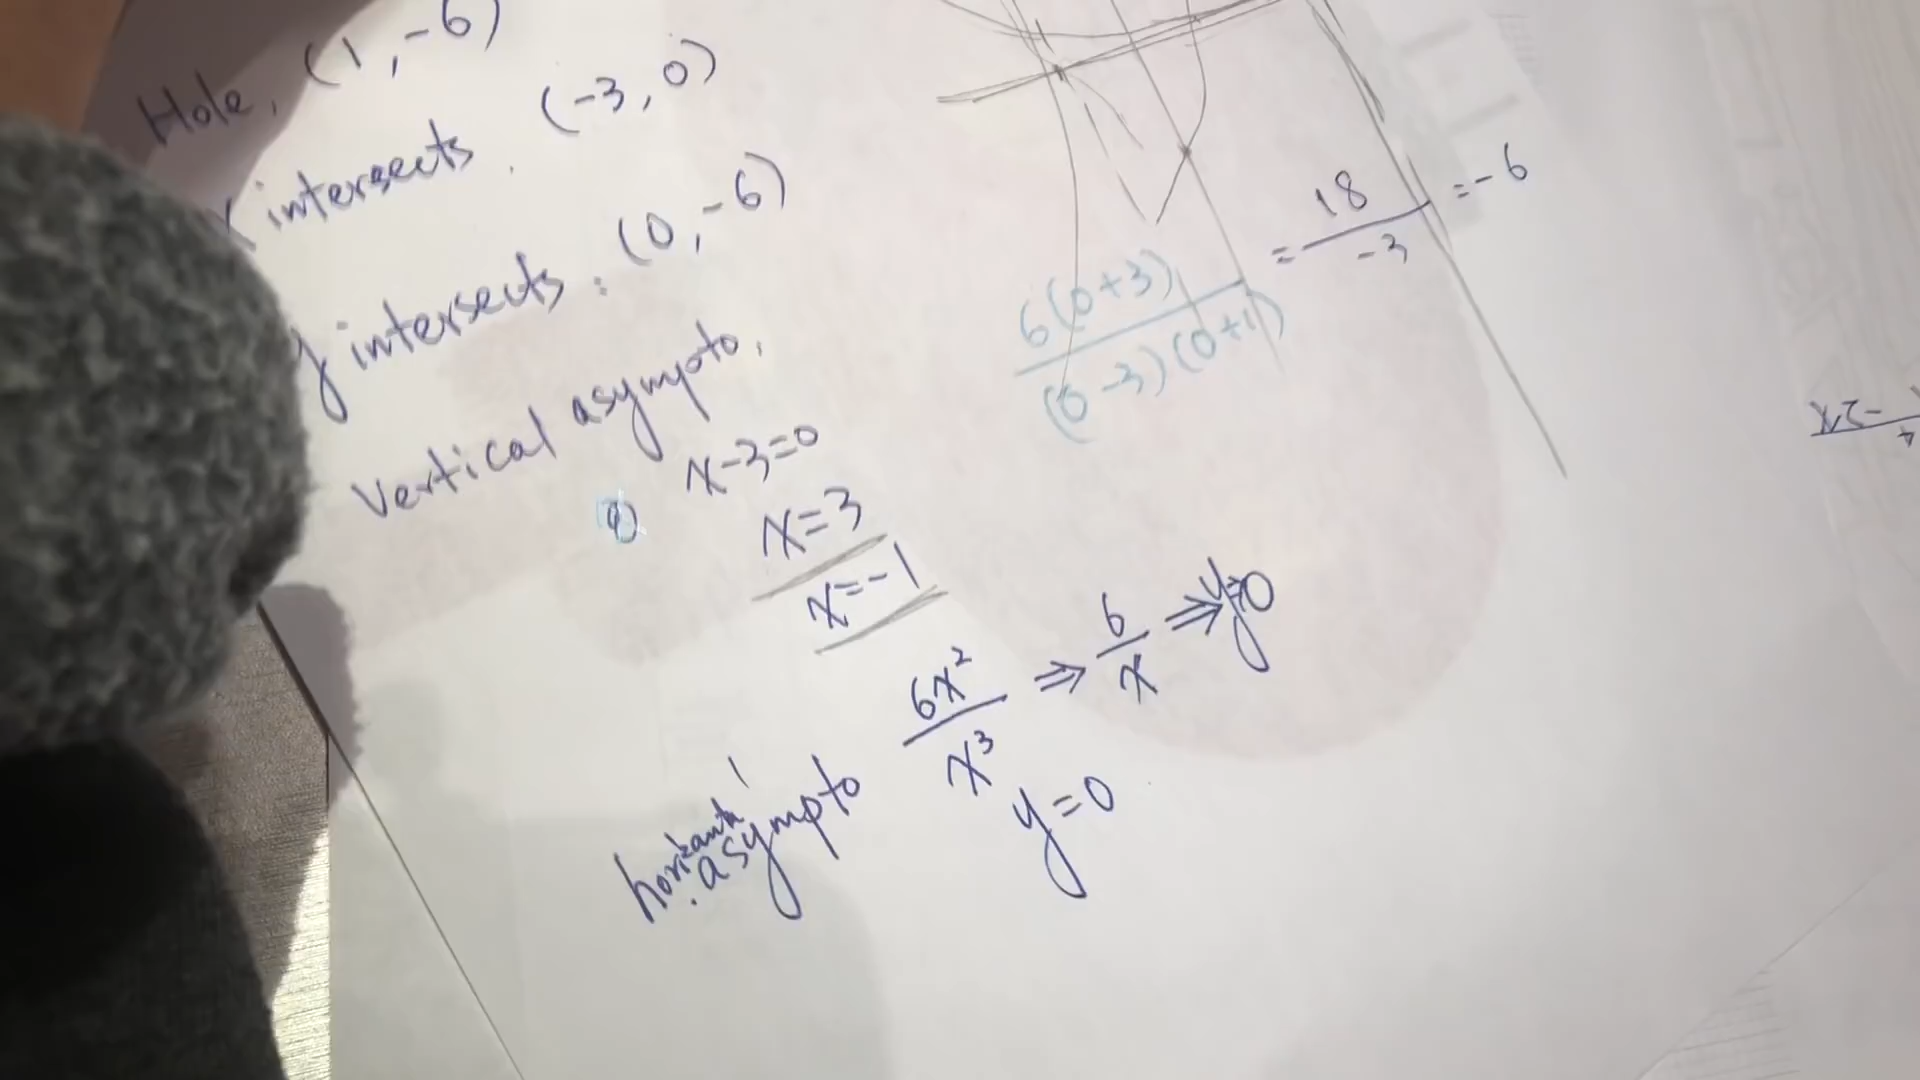 Hole, (1, -6)
X intersects. (-3, 0)
y intersects: (0, -6)
Vertical asympto.
x-3=0
x=3
x=-1
horizantl asympto
6x²/x³ ⇒ 6/x ⇒ y=0
y=0
6(0+3)/(0-3)(0+1) = 18/-3 = -6